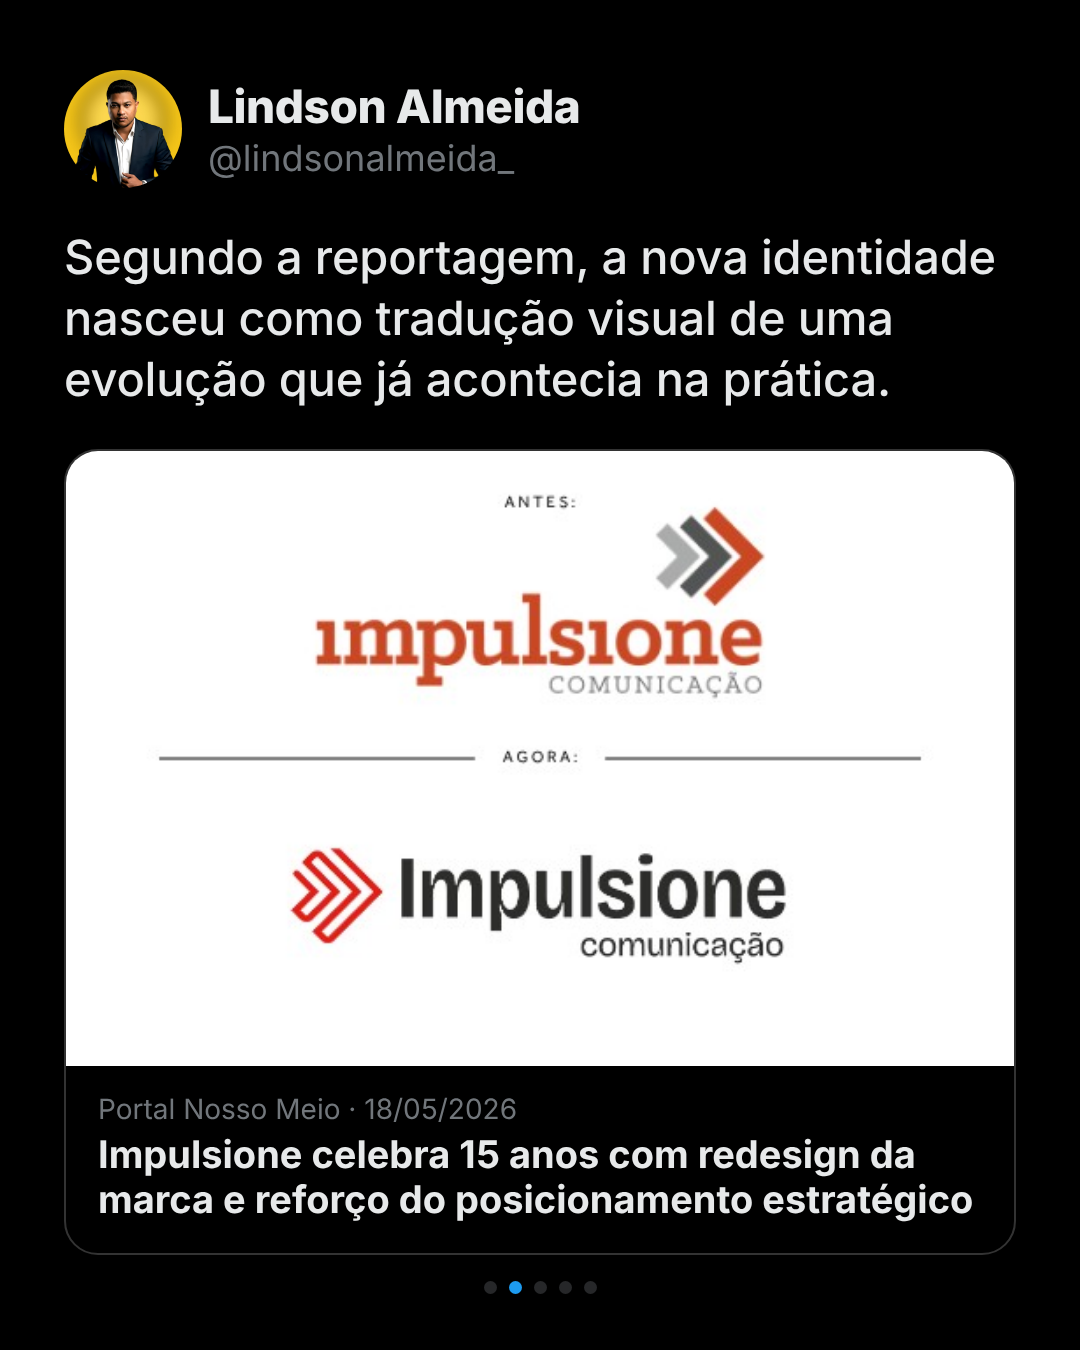 Lindson Almeida
@lindsonalmeida_
Segundo a reportagem, a nova identidade
nasceu como tradução visual de uma
evolução que já acontecia na prática.
ANTES:
ımpulsıone
COMUNICAÇÃO
AGORA:
Impulsione
comunicação
Portal Nosso Meio · 18/05/2026
Impulsione celebra 15 anos com redesign da
marca e reforço do posicionamento estratégico